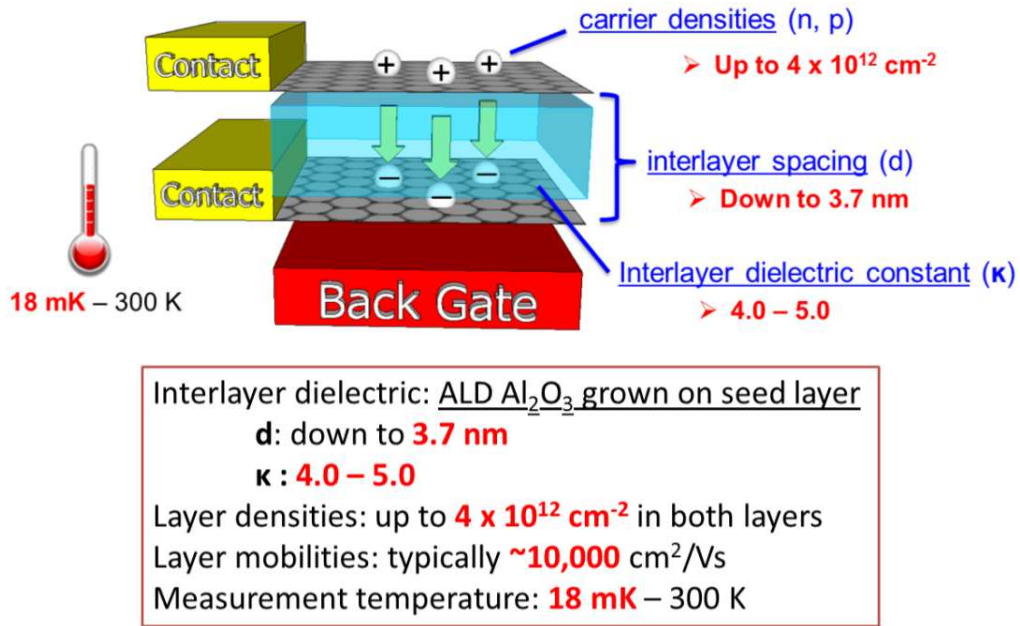 carrier densities (n, p)
➢ Up to 4 x 10¹² cm⁻²
Contact
interlayer spacing (d)
➢ Down to 3.7 nm
Contact
Interlayer dielectric constant (κ)
➢ 4.0 – 5.0
18 mK – 300 K
Back Gate
Interlayer dielectric: ALD Al₂O₃ grown on seed layer
d: down to 3.7 nm
κ : 4.0 – 5.0
Layer densities: up to 4 x 10¹² cm⁻² in both layers
Layer mobilities: typically ~10,000 cm²/Vs
Measurement temperature: 18 mK – 300 K